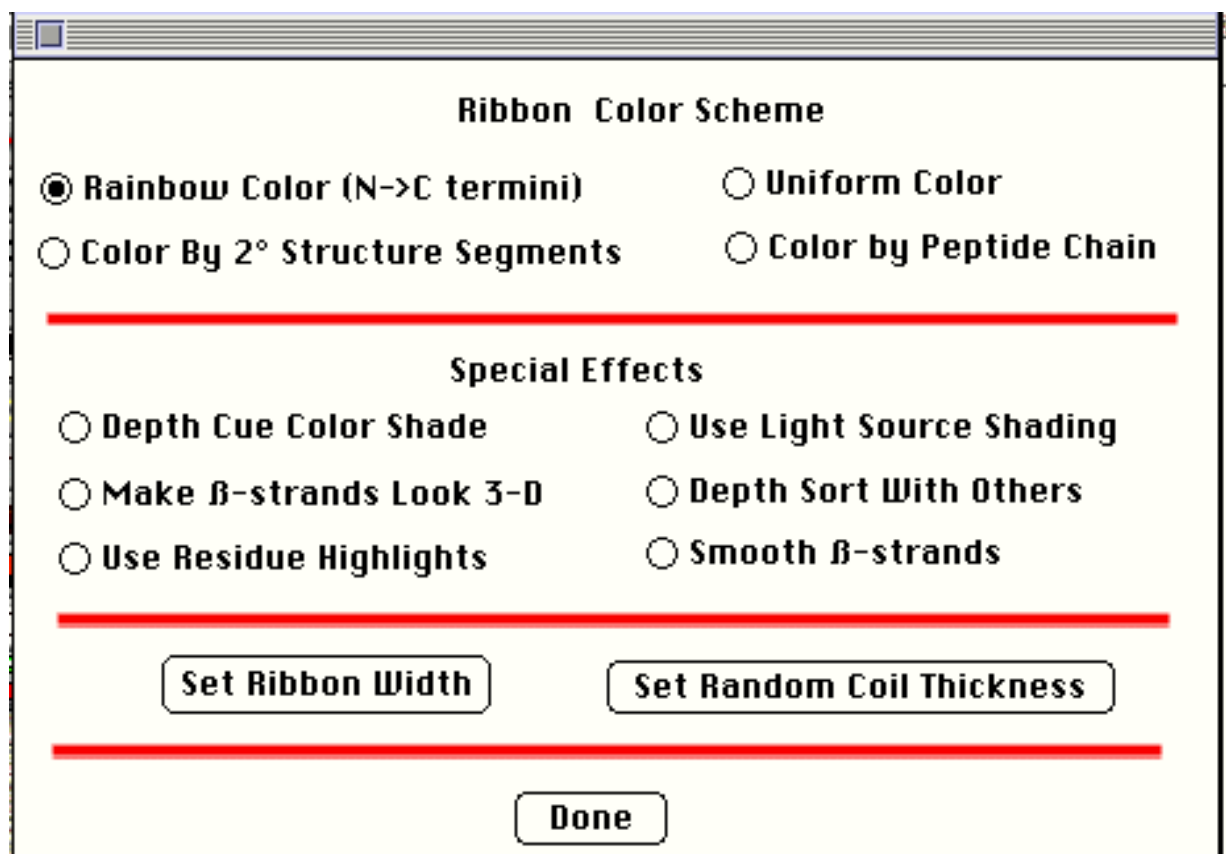 Ribbon Color Scheme
Rainbow Color (N->C termini)
Uniform Color
Color By 2° Structure Segments
Color by Peptide Chain
Special Effects
Depth Cue Color Shade
Use Light Source Shading
Make ß-strands Look 3-D
Depth Sort With Others
Use Residue Highlights
Smooth ß-strands
Set Ribbon Width
Set Random Coil Thickness
Done